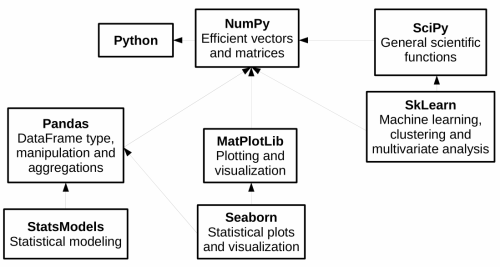 NumPy
Efficient vectors
and matrices
Python
SciPy
General scientific
functions
SkLearn
Machine learning,
clustering and
multivariate analysis
Pandas
DataFrame type,
manipulation and
aggregations
MatPlotLib
Plotting and
visualization
StatsModels
Statistical modeling
Seaborn
Statistical plots
and visualization